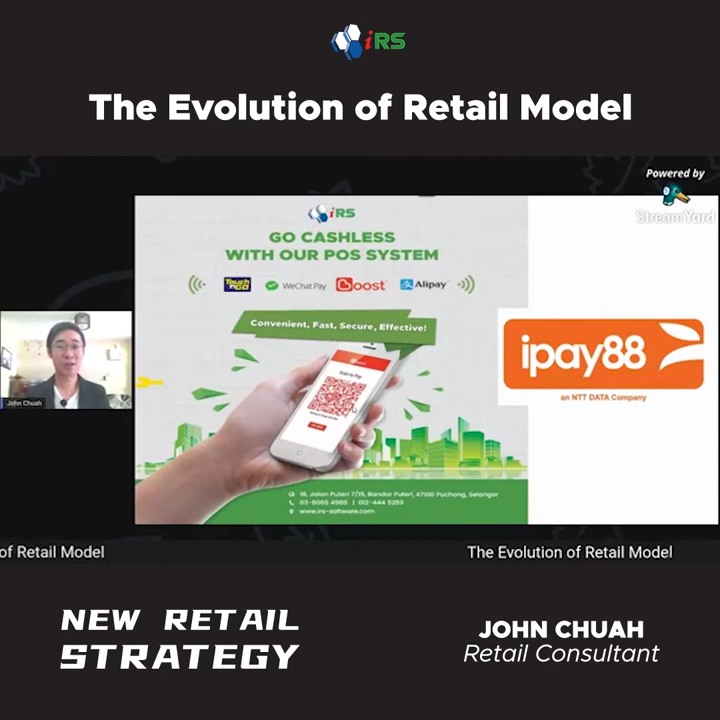 iRS
The Evolution of Retail Model
Powered by
StreamYard
iRS
GO CASHLESS
WITH OUR POS SYSTEM
Touch 'n GO
WeChat Pay
Boost
Alipay
Convenient, Fast, Secure, Effective!
ipay88
an NTT DATA Company
John Chuah
16, Jalan Puteri 7/15, Bandar Puteri, 47100 Puchong, Selangor
03-8066 4988 | 012-444 9289
www.irs-software.com
of Retail Model
The Evolution of Retail Model
NEW RETAIL
STRATEGY
JOHN CHUAH
Retail Consultant